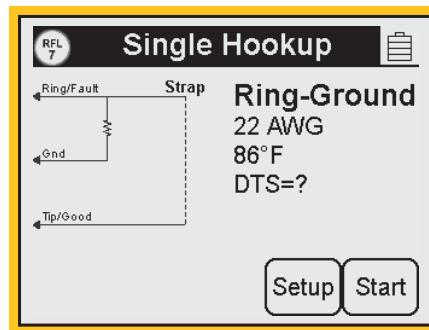 RFL
7
Single Hookup
Ring/Fault
Strap
Gnd
Tip/Good
Ring-Ground
22 AWG
86°F
DTS=?
Setup
Start